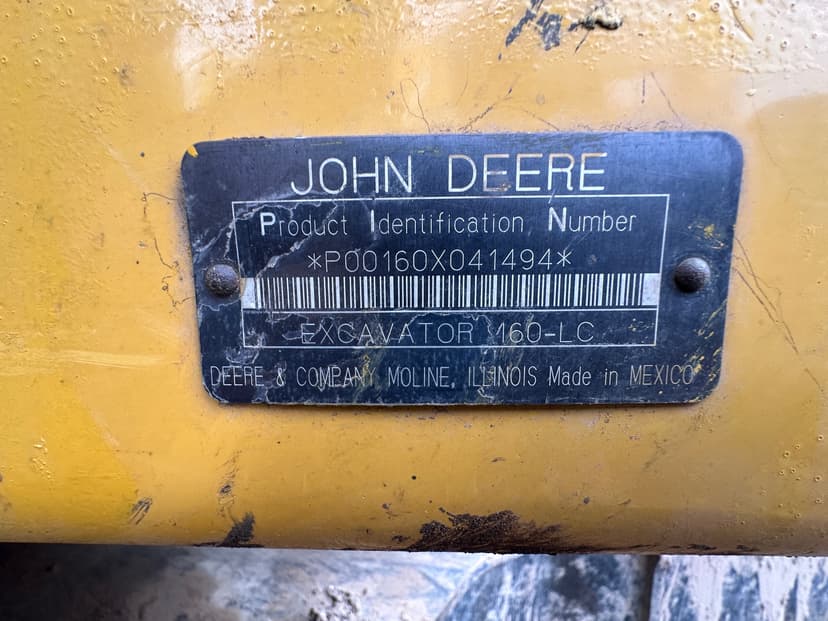 JOHN DEERE
Product Identification Number
*P00160X041494*
EXCAVATOR 160-LC
DEERE & COMPANY MOLINE, ILLINOIS Made in MEXICO